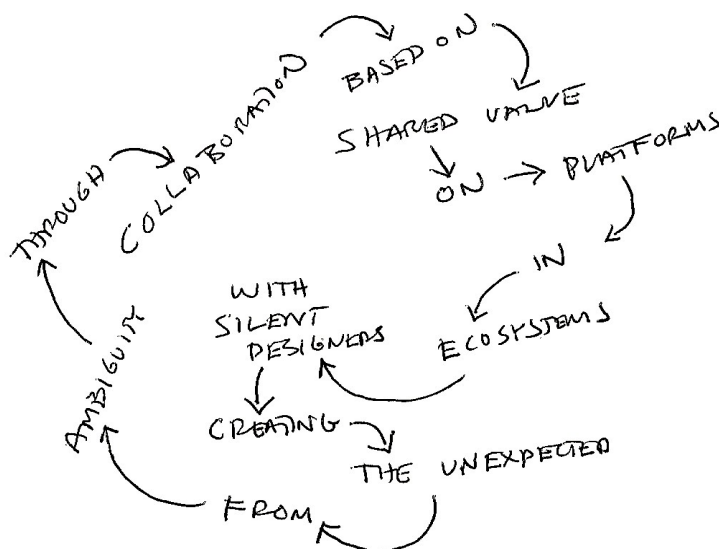 THROUGH
COLLABORATION
BASED ON
SHARED VALUE
ON
PLATFORMS
IN
ECOSYSTEMS
WITH
SILENT
DESIGNERS
CREATING
THE UNEXPECTED
FROM
AMBIGUITY